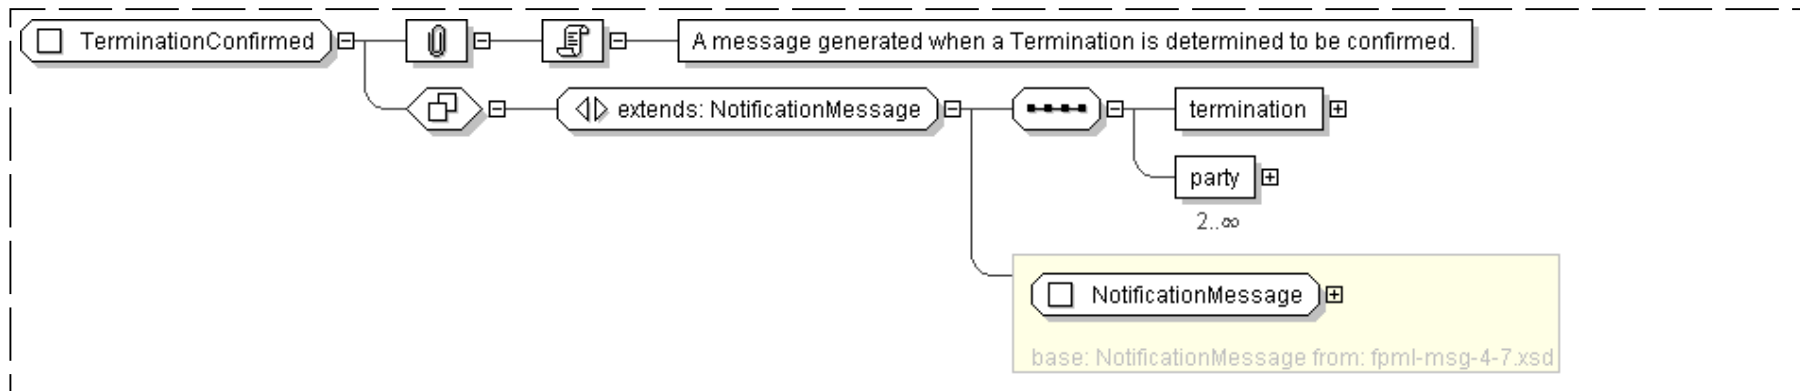 TerminationConfirmed
A message generated when a Termination is determined to be confirmed.
extends: NotificationMessage
termination
party
2..∞
NotificationMessage
base: NotificationMessage from: fpml-msg-4-7.xsd